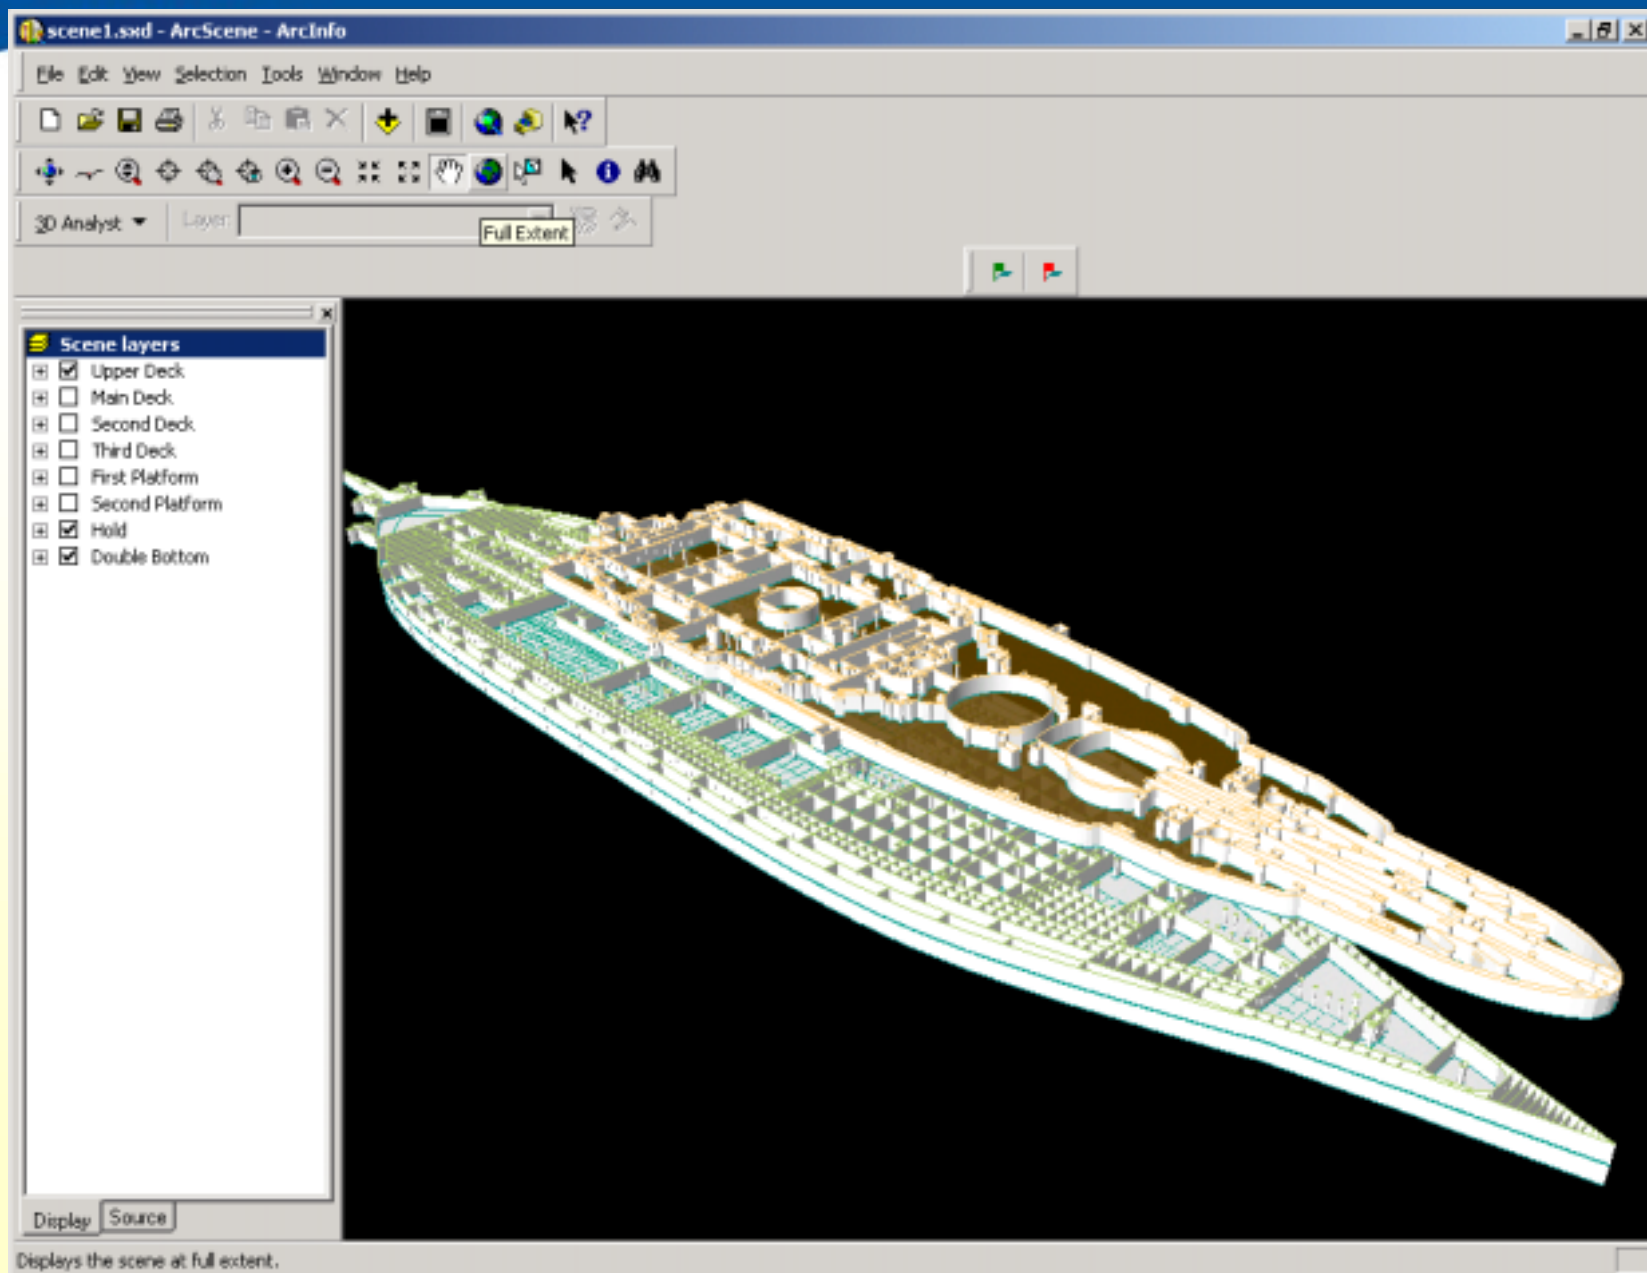 scene1.sxd - ArcScene - ArcInfo
File Edit View Selection Tools Window Help
3D Analyst Layer:
Full Extent
Scene layers
Upper Deck
Main Deck
Second Deck
Third Deck
First Platform
Second Platform
Hold
Double Bottom
Display Source
Displays the scene at full extent.